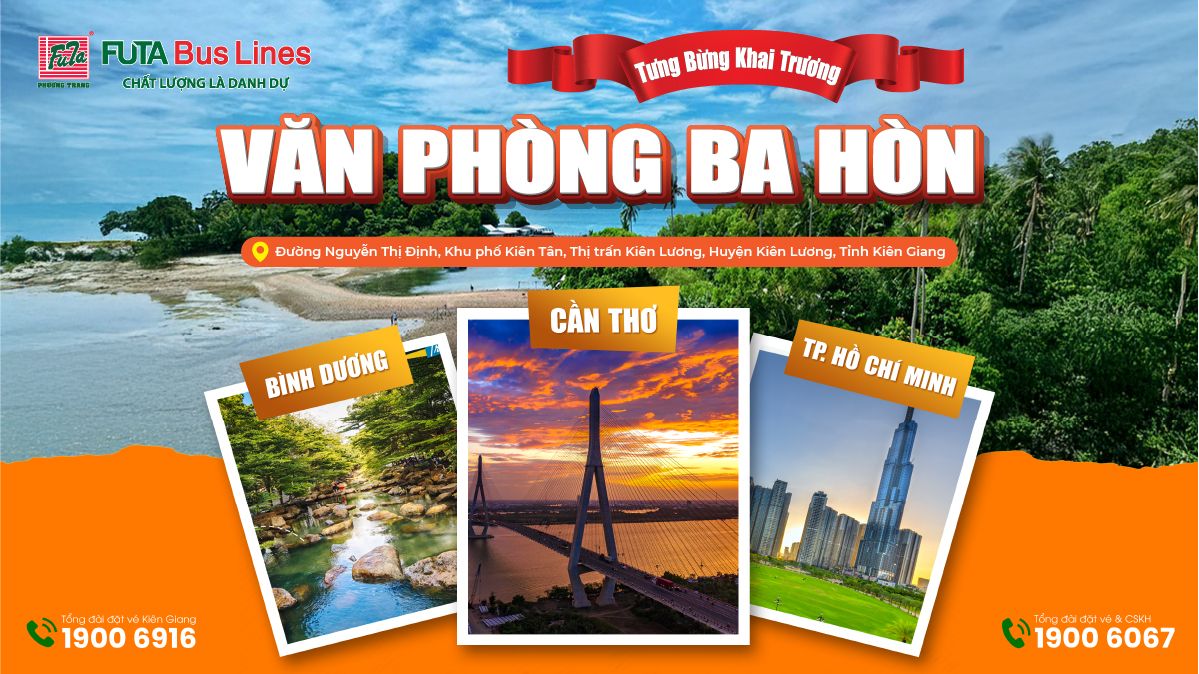 FuTa
PHƯƠNG TRANG
FUTA Bus Lines
CHẤT LƯỢNG LÀ DANH DỰ
Tưng Bừng Khai Trương
VĂN PHÒNG BA HÒN
Đường Nguyễn Thị Định, Khu phố Kiên Tân, Thị trấn Kiên Lương, Huyện Kiên Lương, Tỉnh Kiên Giang
BÌNH DƯƠNG
CẦN THƠ
TP. HỒ CHÍ MINH
Tổng đài đặt vé Kiên Giang
1900 6916
Tổng đài đặt vé & CSKH
1900 6067